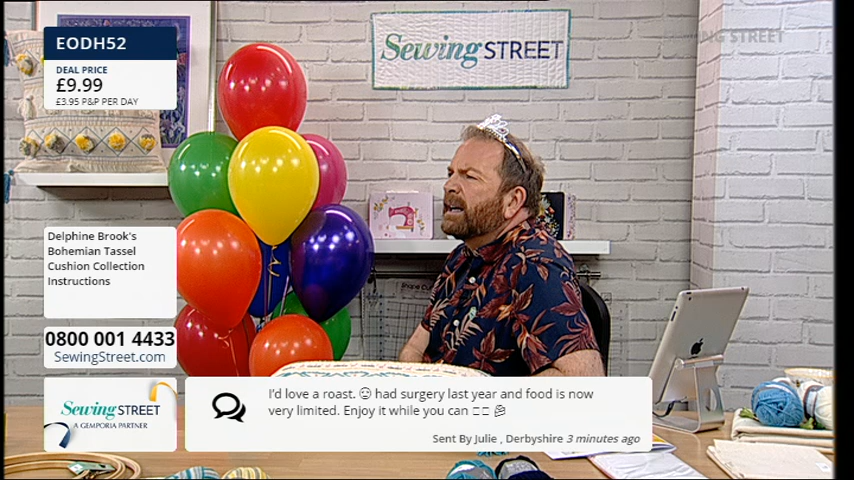 EODH52
DEAL PRICE
£9.99
£3.95 P&P PER DAY
Sewing STREET
SEWING STREET
Delphine Brook's
Bohemian Tassel
Cushion Collection
Instructions
0800 001 4433
SewingStreet.com
Sewing STREET
A GEMPORIA PARTNER
I'd love a roast. 🙂 had surgery last year and food is now
very limited. Enjoy it while you can
Sent By Julie , Derbyshire 3 minutes ago